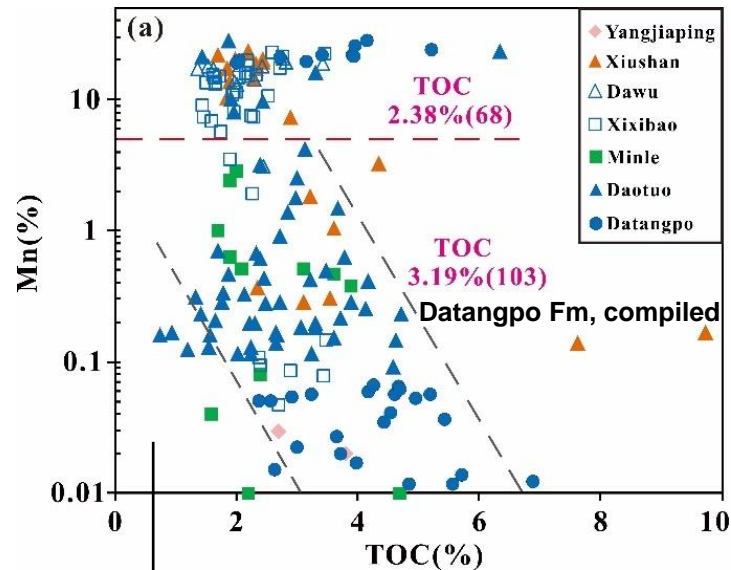 (a)
Yangjiaping
Xiushan
Dawu
Xixibao
Minle
Daotuo
Datangpo
TOC
2.38%(68)
TOC
3.19%(103)
Datangpo Fm, compiled
Mn(%)
10
1
0.1
0.01
0
2
4
6
8
10
TOC(%)